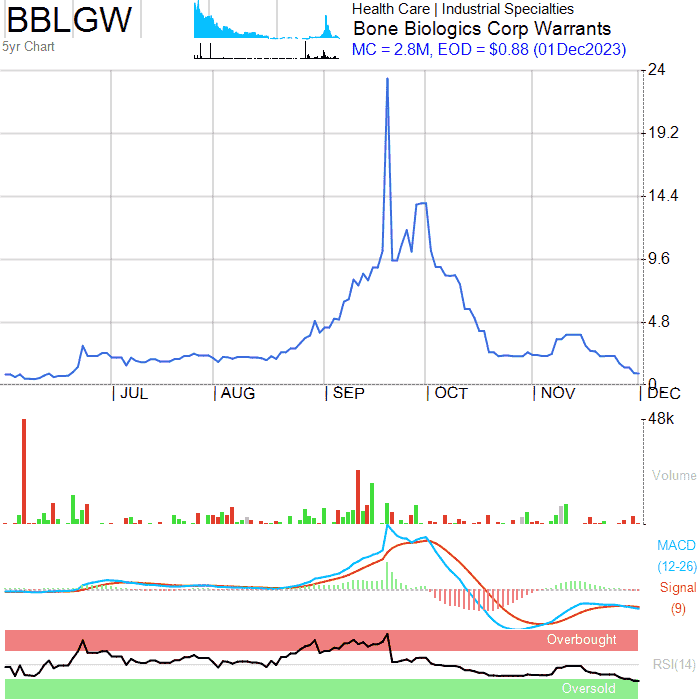 BBLGW
5yr Chart
Health Care | Industrial Specialties
Bone Biologics Corp Warrants
MC = 2.8M, EOD = $0.88 (01Dec2023)
24
19.2
14.4
9.6
4.8
0
JUL AUG SEP OCT NOV DEC
48k
Volume
MACD
(12-26)
Signal
(9)
Overbought
RSI(14)
Oversold